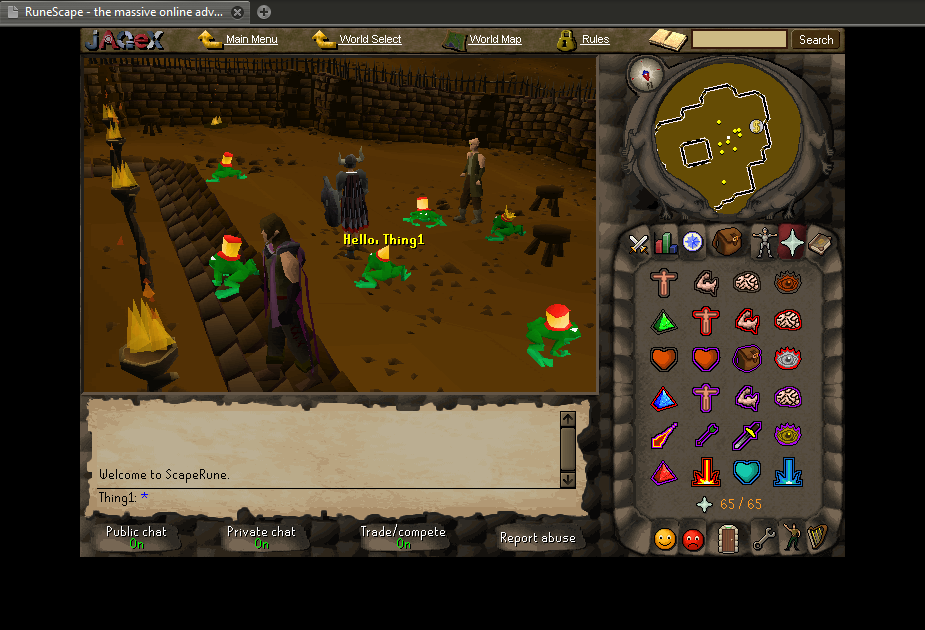 RuneScape - the massive online adv...
JAGEX
Main Menu
World Select
World Map
Rules
Search
Hello, Thing1
Welcome to ScapeRune.
Thing1: *
65 / 65
Public chat
On
Private chat
On
Trade/compete
On
Report abuse